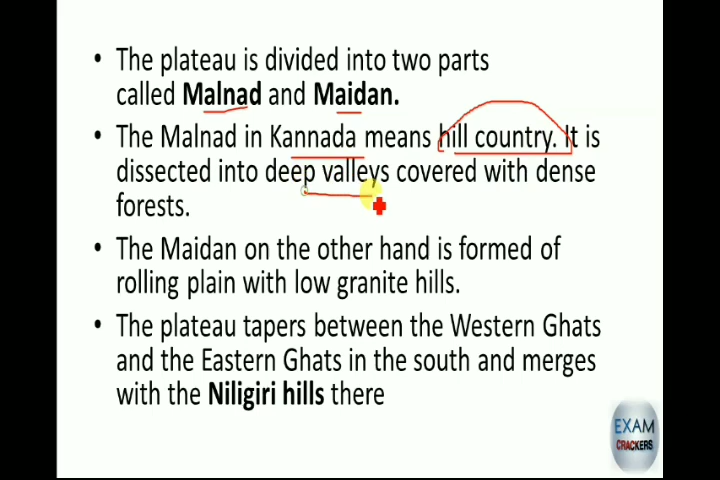 • The plateau is divided into two parts
called Malnad and Maidan.
• The Malnad in Kannada means hill country. It is
dissected into deep valleys covered with dense
forests.
• The Maidan on the other hand is formed of
rolling plain with low granite hills.
• The plateau tapers between the Western Ghats
and the Eastern Ghats in the south and merges
with the Niligiri hills there
EXAM
CRACKERS